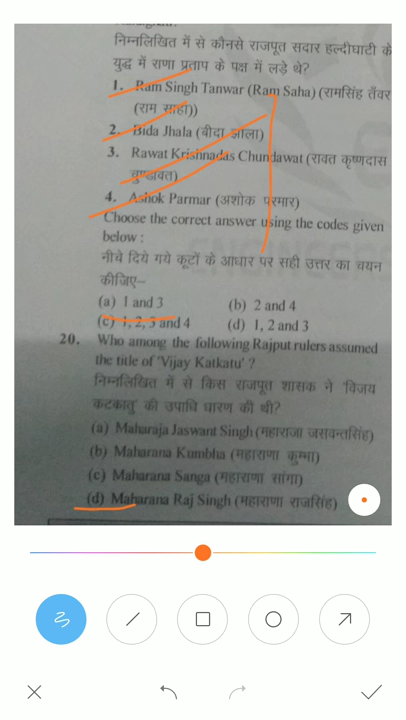 निम्नलिखित में से कौनसे राजपूत सदार हल्दीघाटी के
युद्ध में राणा प्रताप के पक्ष में लड़े थे?
1. Ram Singh Tanwar (Ram Saha) (रामसिंह तँवर
(राम साहा))
2. Bida Jhala (बीदा झाला)
3. Rawat Krishnadas Chundawat (रावत कृष्णदास
चुण्डावत)
4. Ashok Parmar (अशोक परमार)
Choose the correct answer using the codes given
below :
नीचे दिये गये कूटों के आधार पर सही उत्तर का चयन
कीजिए–
(a) 1 and 3 (b) 2 and 4
(c) 1, 2, 3 and 4 (d) 1, 2 and 3
20. Who among the following Rajput rulers assumed
the title of 'Vijay Katkatu' ?
निम्नलिखित में से किस राजपूत शासक ने 'विजय
कटकातु' की उपाधि धारण की थी?
(a) Maharaja Jaswant Singh (महाराजा जसवन्तसिंह)
(b) Maharana Kumbha (महाराणा कुम्भा)
(c) Maharana Sanga (महाराणा सांगा)
(d) Maharana Raj Singh (महाराणा राजसिंह)